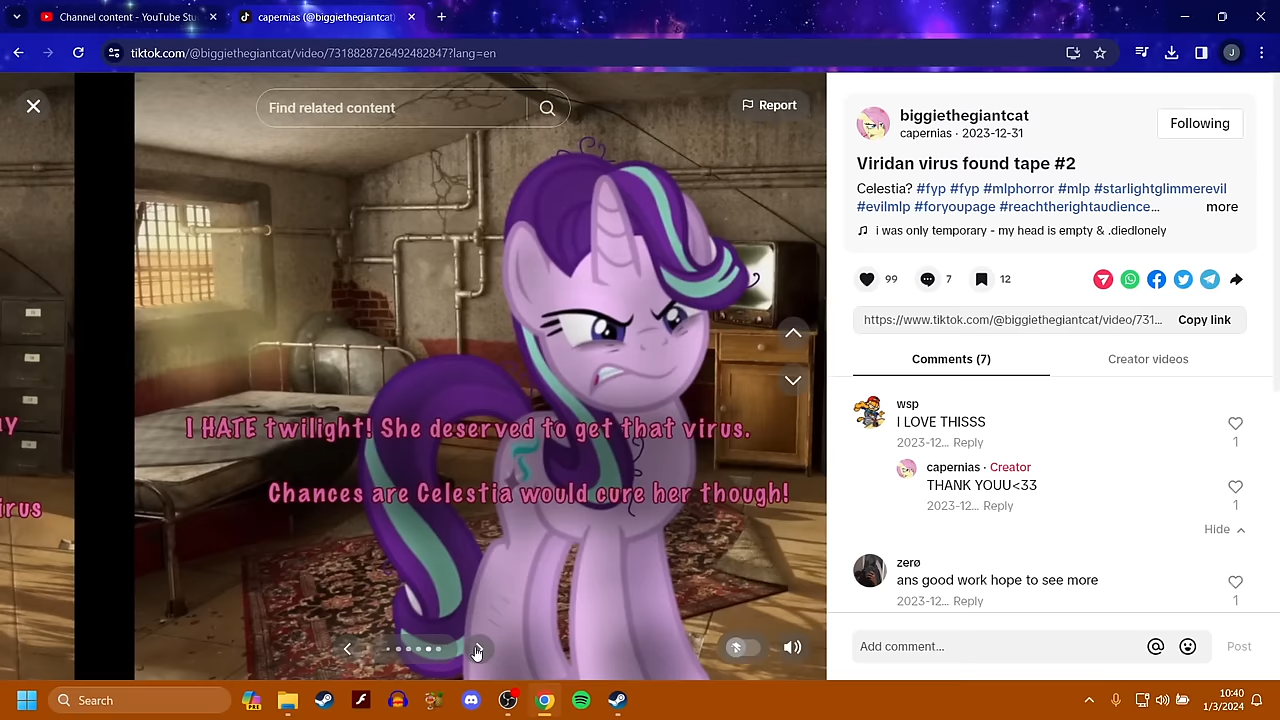 Channel content - YouTube Stu
capernias (@biggiethegiantcat)
tiktok.com/@biggiethegiantcat/video/7318828726492482847?lang=en
J
Find related content
Report
I HATE twilight! She deserved to get that virus.
Chances are Celestia would cure her though!
irus
biggiethegiantcat
capernias · 2023-12-31
Following
Viridan virus found tape #2
Celestia? #fyp #fyp #mlphorror #mlp #starlightglimmerevil
#evilmlp #foryoupage #reachtherightaudience...
more
i was only temporary - my head is empty & .diedlonely
99
7
12
https://www.tiktok.com/@biggiethegiantcat/video/731...
Copy link
Comments (7)
Creator videos
wsp
I LOVE THISSS
2023-12... Reply
1
capernias · Creator
THANK YOUU<33
2023-12... Reply
1
Hide
zerø
ans good work hope to see more
2023-12... Reply
1
Add comment...
Post
Search
PRE
10:40
1/3/2024